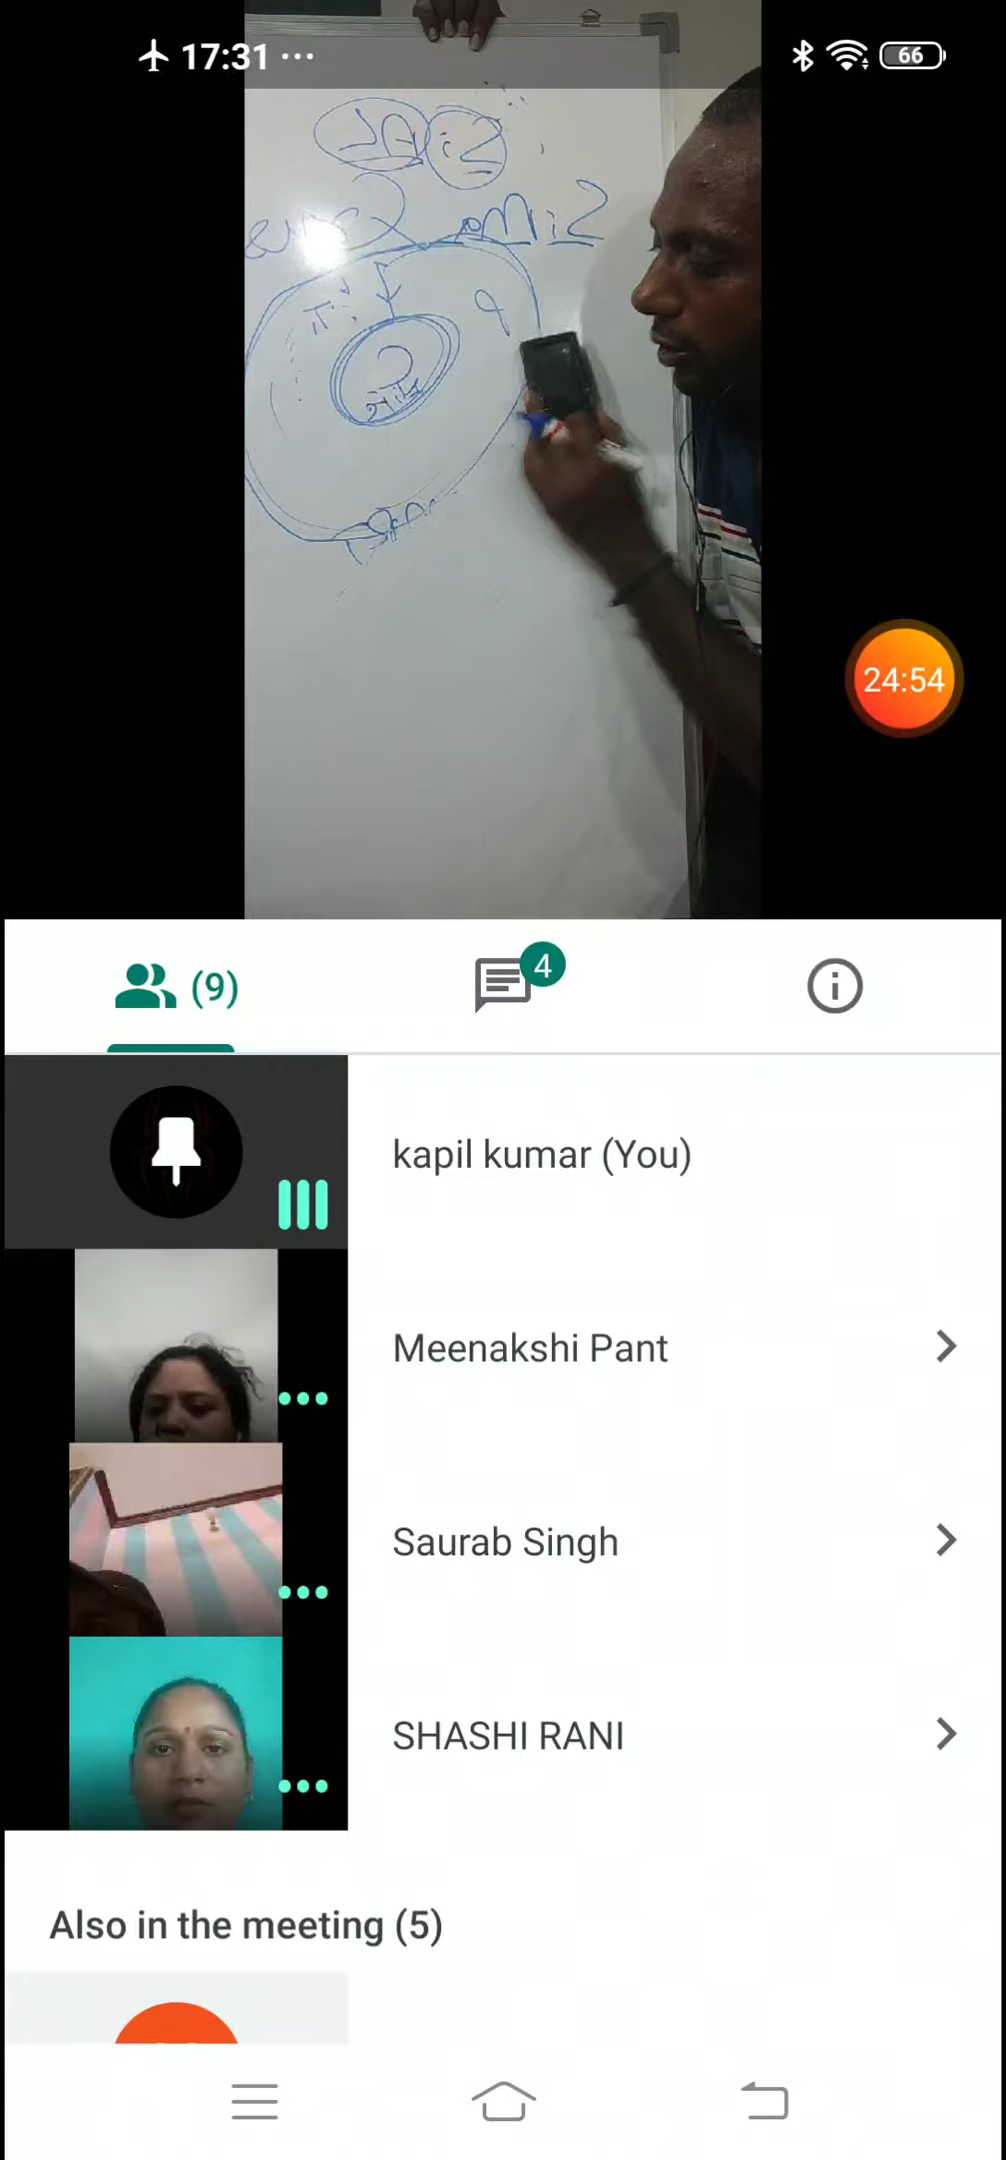 17:31 ...
66
24:54
(9)
4
kapil kumar (You)
Meenakshi Pant
Saurab Singh
SHASHI RANI
Also in the meeting (5)